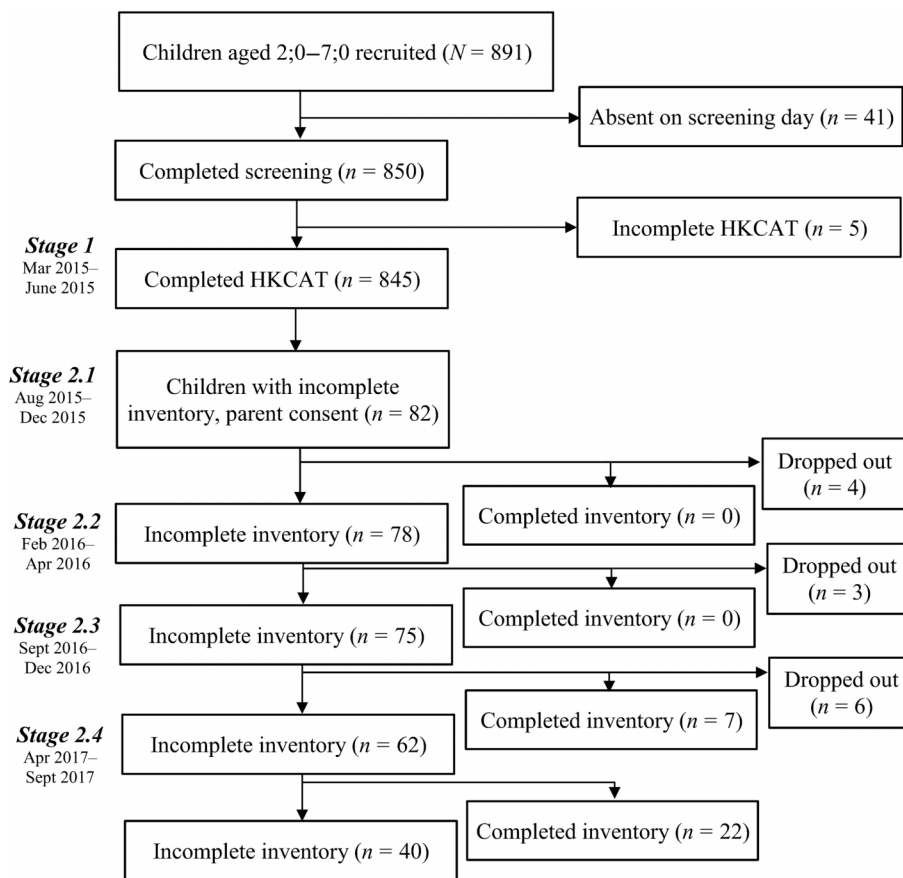 Children aged 2;0–7;0 recruited (N = 891)
Absent on screening day (n = 41)
Completed screening (n = 850)
Incomplete HKCAT (n = 5)
Stage 1
Mar 2015–
June 2015
Completed HKCAT (n = 845)
Stage 2.1
Aug 2015–
Dec 2015
Children with incomplete
inventory, parent consent (n = 82)
Dropped out
(n = 4)
Completed inventory (n = 0)
Stage 2.2
Feb 2016–
Apr 2016
Incomplete inventory (n = 78)
Dropped out
(n = 3)
Completed inventory (n = 0)
Stage 2.3
Sept 2016–
Dec 2016
Incomplete inventory (n = 75)
Dropped out
(n = 6)
Completed inventory (n = 7)
Stage 2.4
Apr 2017–
Sept 2017
Incomplete inventory (n = 62)
Completed inventory (n = 22)
Incomplete inventory (n = 40)